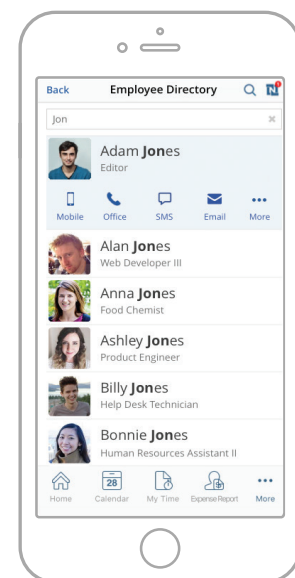 Back Employee Directory
Jon
Adam Jones
Editor
Mobile Office SMS Email More
Alan Jones
Web Developer III
Anna Jones
Food Chemist
Ashley Jones
Product Engineer
Billy Jones
Help Desk Technician
Bonnie Jones
Human Resources Assistant II
28
Home Calendar My Time Expense Report More